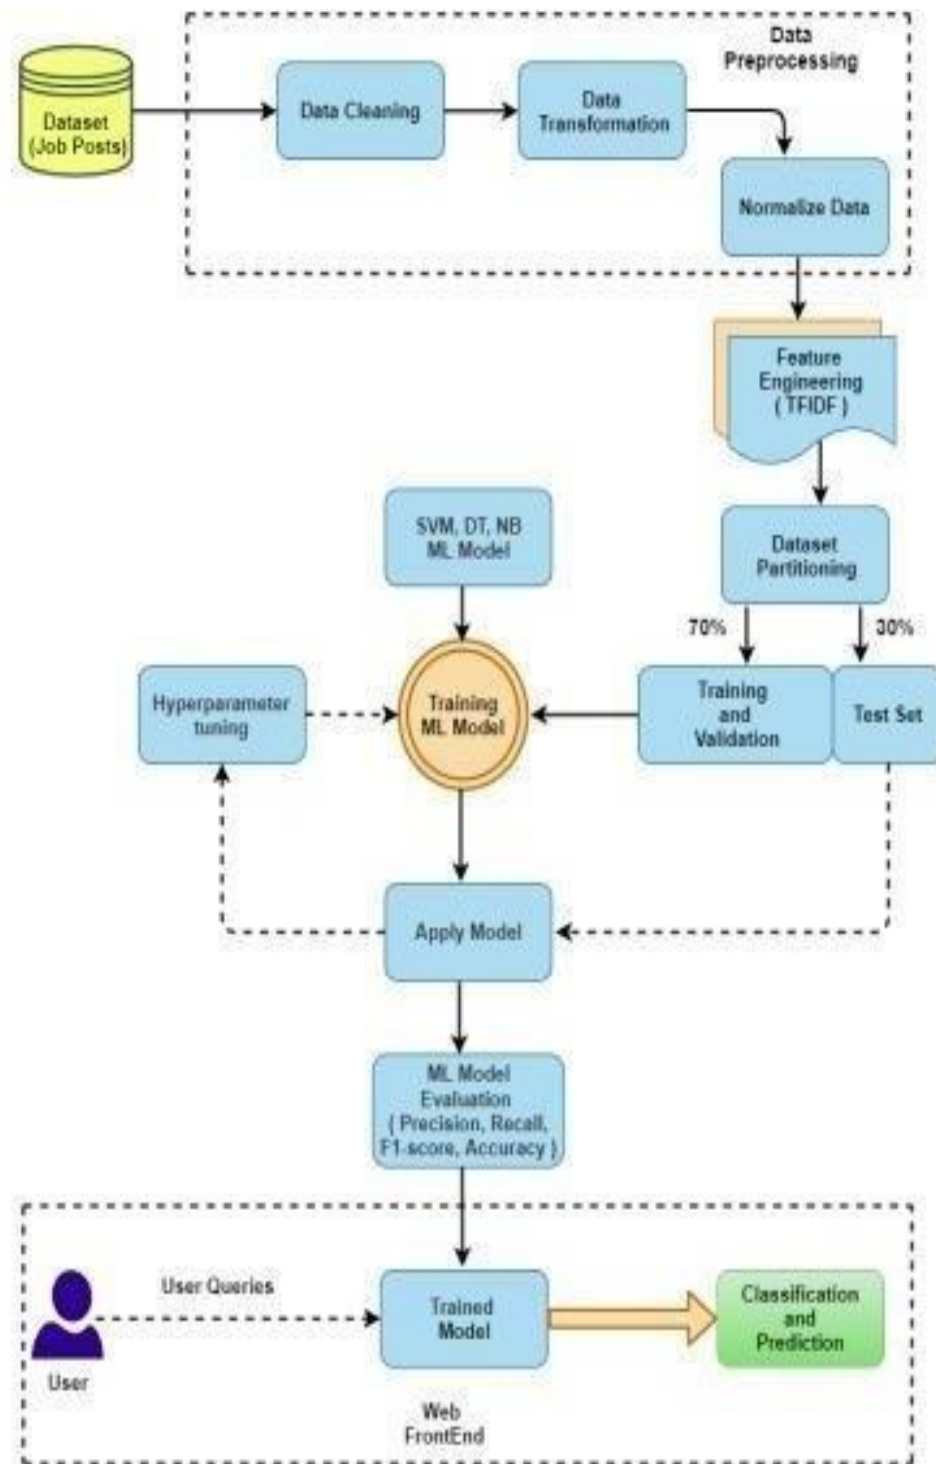 Data
Preprocessing
Dataset
(Job Posts)
Data Cleaning
Data
Transformation
Normalize Data
Feature
Engineering
( TFIDF )
SVM, DT, NB
ML Model
Dataset
Partitioning
70%
30%
Hyperparameter
tuning
Training
ML Model
Training
and
Validation
Test Set
Apply Model
ML Model
Evaluation
( Precision, Recall,
F1-score, Accuracy )
User Queries
User
Trained
Model
Classification
and
Prediction
Web
FrontEnd